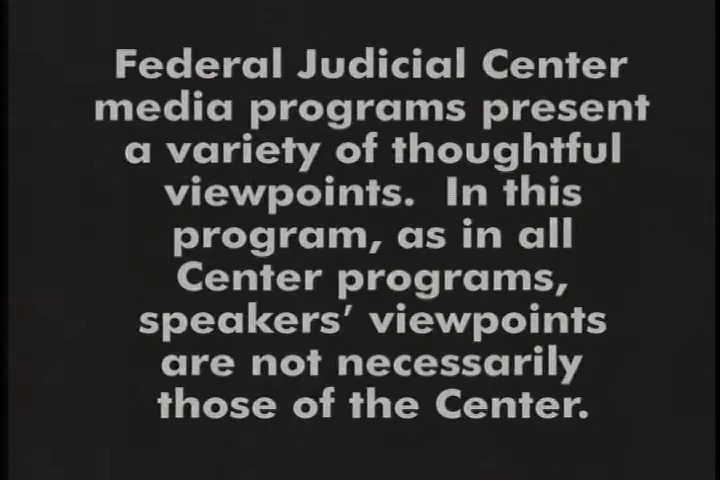 Federal Judicial Center
media programs present
a variety of thoughtful
viewpoints.  In this
program, as in all
Center programs,
speakers’ viewpoints
are not necessarily
those of the Center.